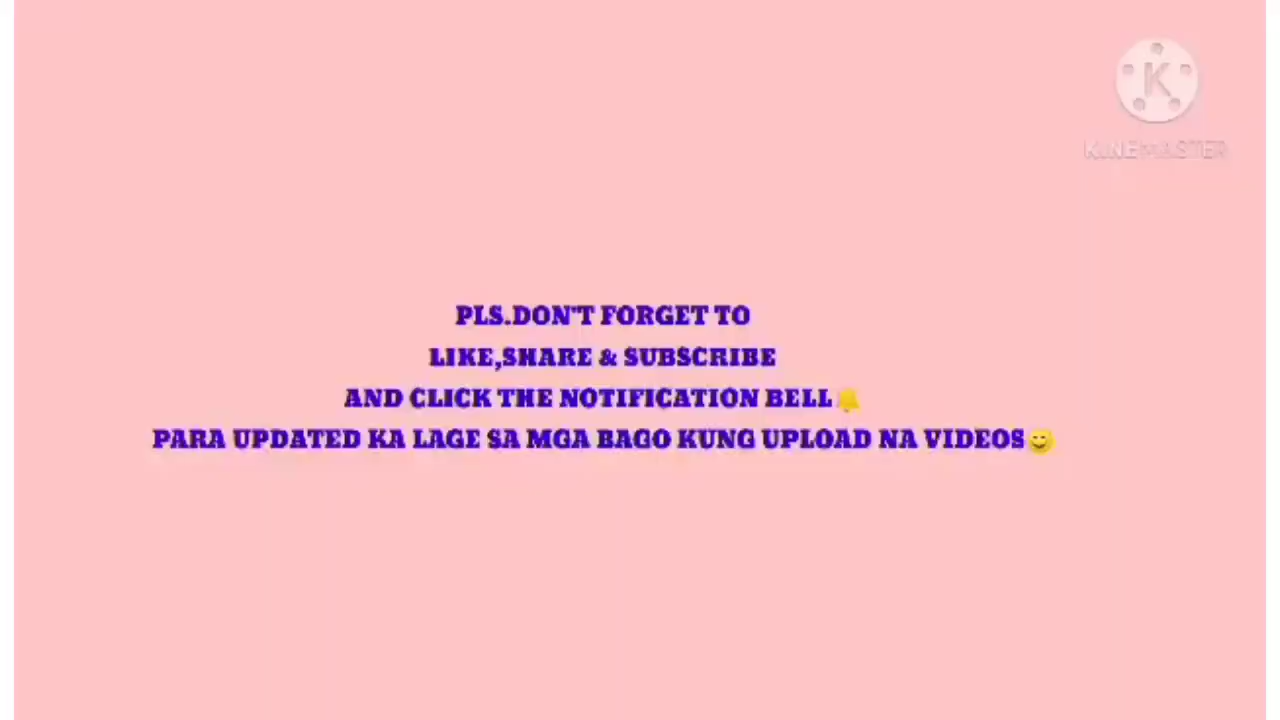 KINEMASTER
PLS.DON'T FORGET TO
LIKE,SHARE & SUBSCRIBE
AND CLICK THE NOTIFICATION BELL🔔
PARA UPDATED KA LAGE SA MGA BAGO KUNG UPLOAD NA VIDEOS😀